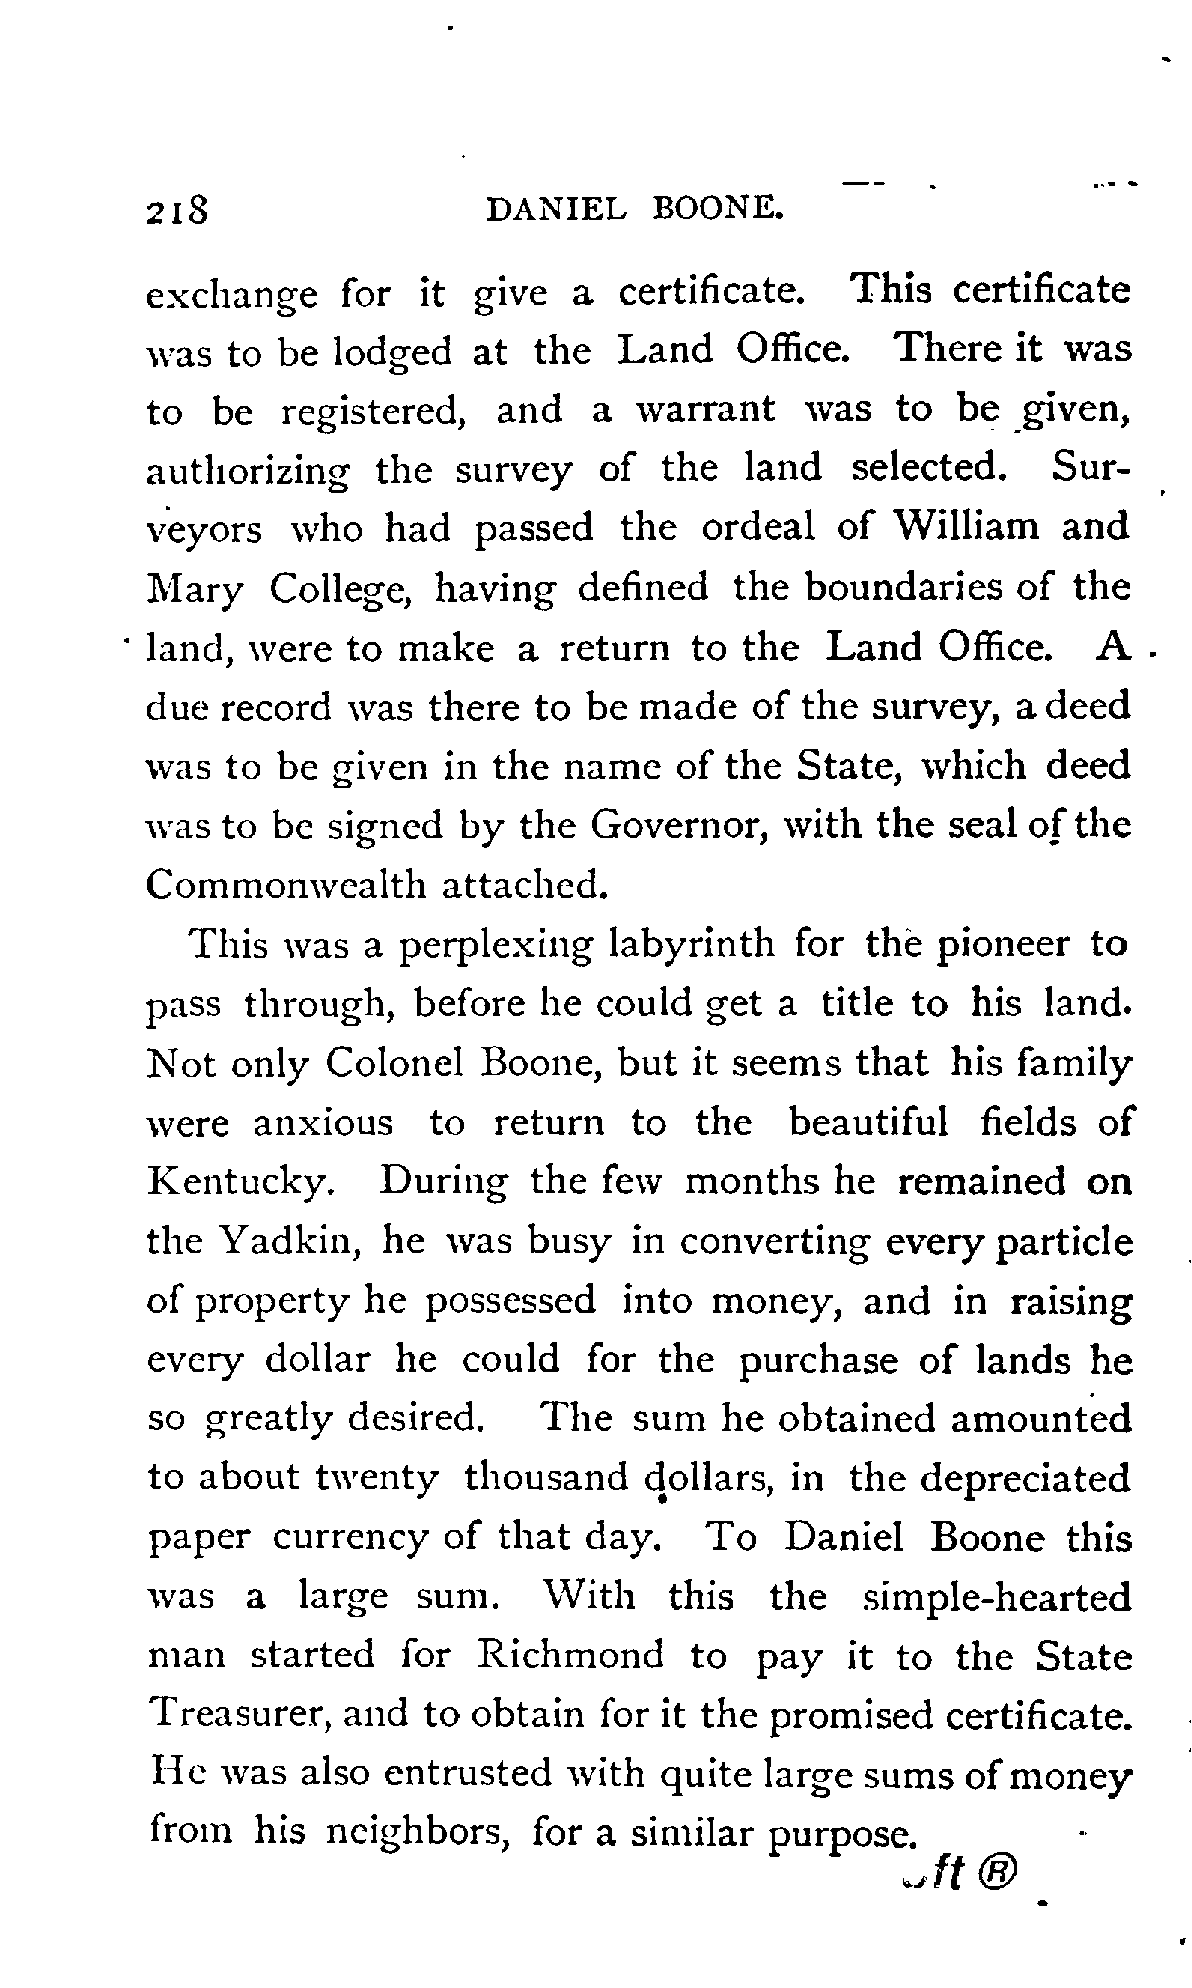 218 DANIEL BOONE.
exchange for it give a certificate. This certificate
was to be lodged at the Land Office. There it was
to be registered, and a warrant was to be given,
authorizing the survey of the land selected. Sur-
veyors who had passed the ordeal of William and
Mary College, having defined the boundaries of the
land, were to make a return to the Land Office. A
due record was there to be made of the survey, a deed
was to be given in the name of the State, which deed
was to be signed by the Governor, with the seal of the
Commonwealth attached.
This was a perplexing labyrinth for the pioneer to
pass through, before he could get a title to his land.
Not only Colonel Boone, but it seems that his family
were anxious to return to the beautiful fields of
Kentucky. During the few months he remained on
the Yadkin, he was busy in converting every particle
of property he possessed into money, and in raising
every dollar he could for the purchase of lands he
so greatly desired. The sum he obtained amounted
to about twenty thousand dollars, in the depreciated
paper currency of that day. To Daniel Boone this
was a large sum. With this the simple-hearted
man started for Richmond to pay it to the State
Treasurer, and to obtain for it the promised certificate.
He was also entrusted with quite large sums of money
from his neighbors, for a similar purpose.
ft ®